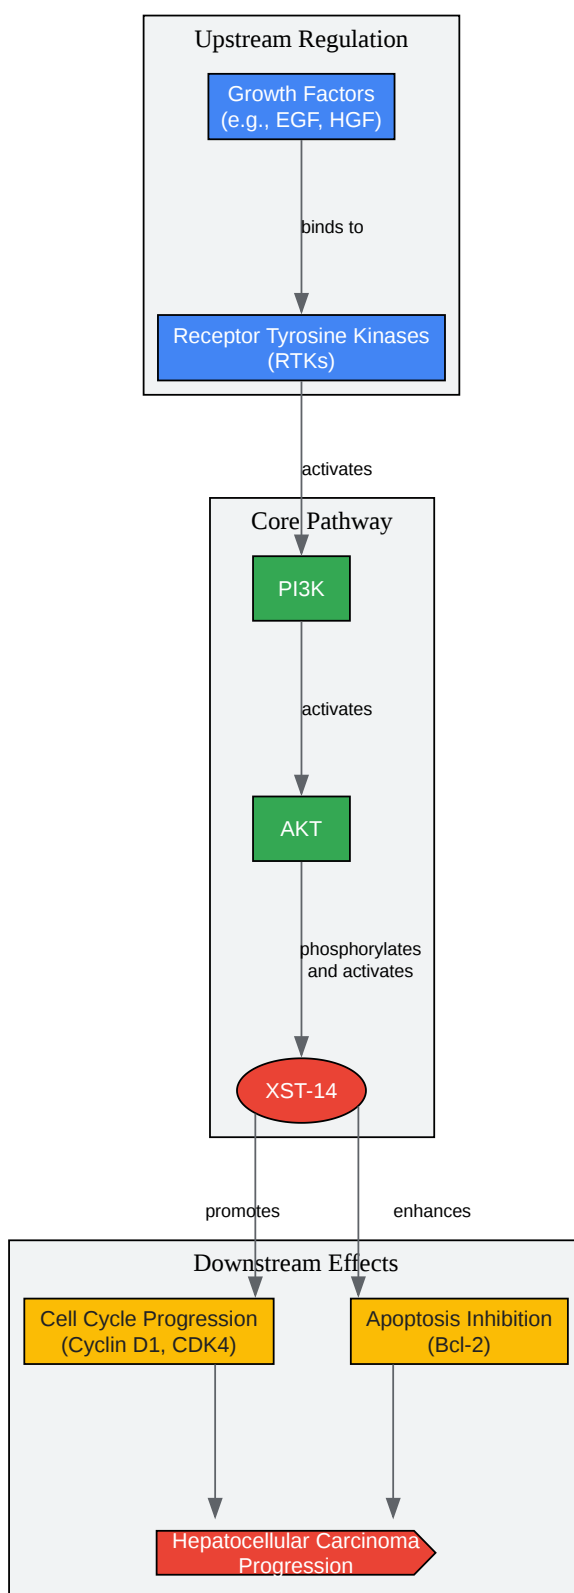 Upstream Regulation
Growth Factors
(e.g., EGF, HGF)
binds to
Receptor Tyrosine Kinases
(RTKs)
activates
Core Pathway
PI3K
activates
AKT
phosphorylates
and activates
XST-14
promotes
enhances
Downstream Effects
Cell Cycle Progression
(Cyclin D1, CDK4)
Apoptosis Inhibition
(Bcl-2)
Hepatocellular Carcinoma
Progression